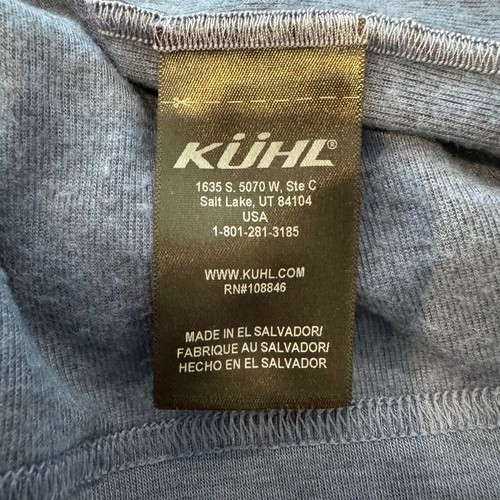 KÜHL®
1635 S. 5070 W, Ste C
Salt Lake, UT 84104
USA
1-801-281-3185
WWW.KUHL.COM
RN#108846
MADE IN EL SALVADOR/
FABRIQUE AU SALVADOR/
HECHO EN EL SALVADOR